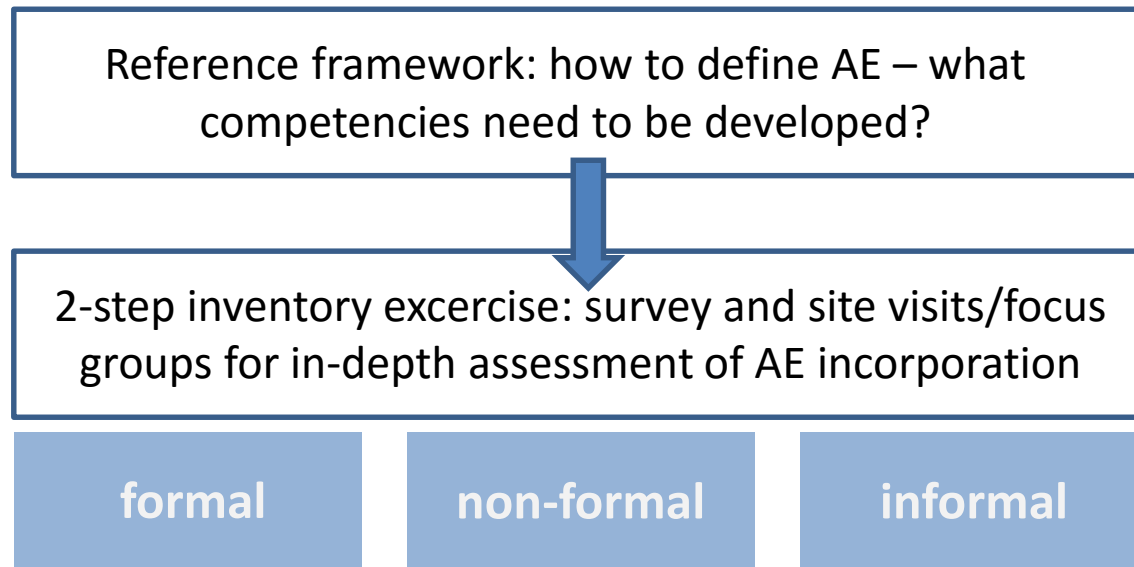 Reference framework: how to define AE – what
competencies need to be developed?
2-step inventory excercise: survey and site visits/focus
groups for in-depth assessment of AE incorporation
formal
non-formal
informal